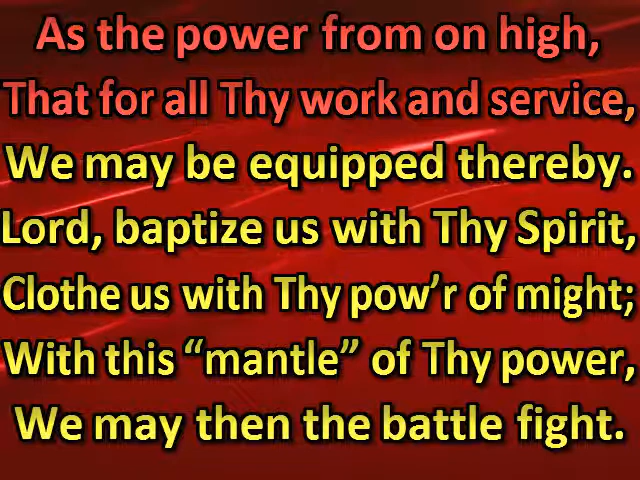 As the power from on high,
That for all Thy work and service,
We may be equipped thereby.
Lord, baptize us with Thy Spirit,
Clothe us with Thy pow’r of might;
With this “mantle” of Thy power,
We may then the battle fight.